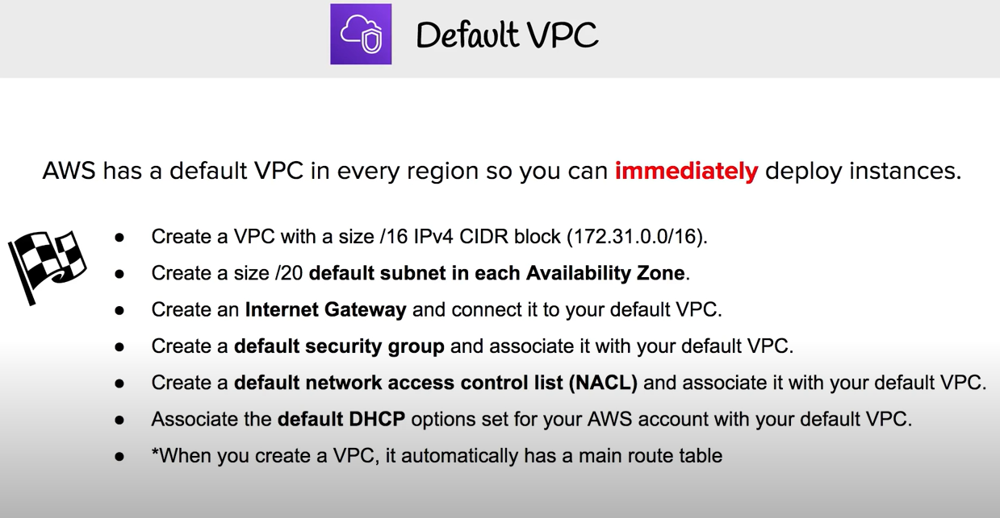 Default VPC
AWS has a default VPC in every region so you can immediately deploy instances.
● Create a VPC with a size /16 IPv4 CIDR block (172.31.0.0/16).
● Create a size /20 default subnet in each Availability Zone.
● Create an Internet Gateway and connect it to your default VPC.
● Create a default security group and associate it with your default VPC.
● Create a default network access control list (NACL) and associate it with your default VPC.
● Associate the default DHCP options set for your AWS account with your default VPC.
● *When you create a VPC, it automatically has a main route table